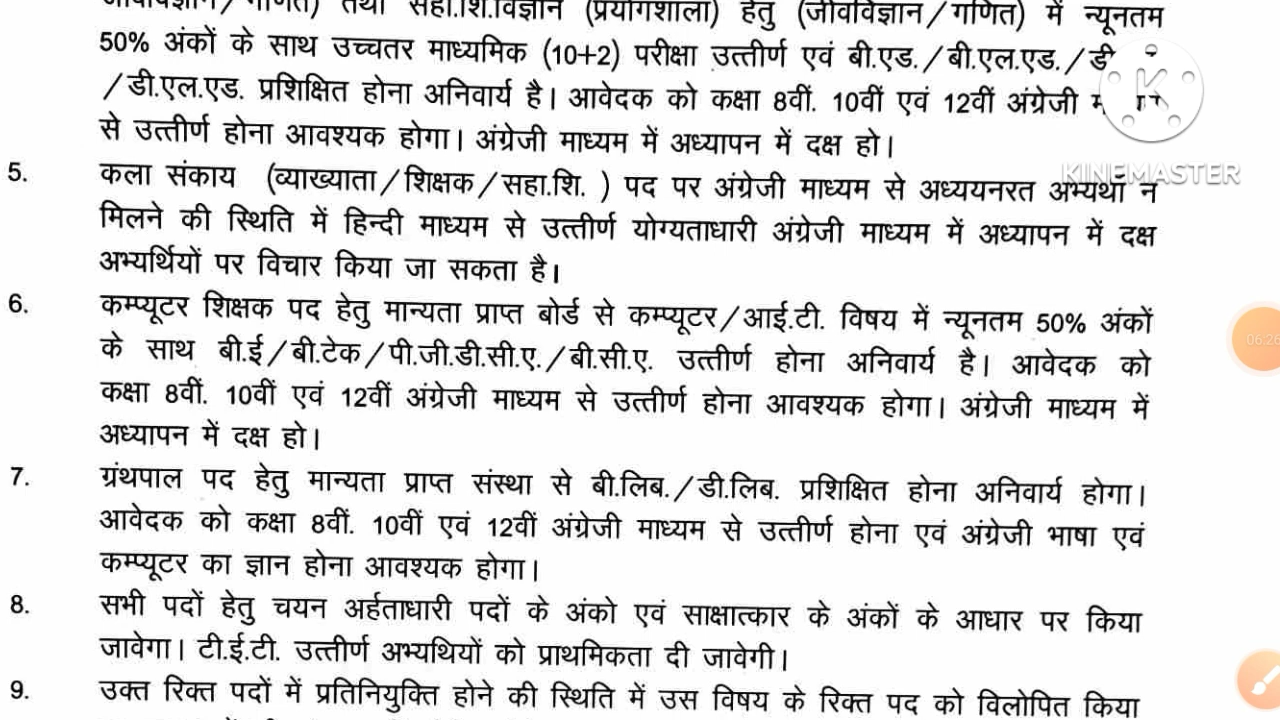 जीवविज्ञान/गणित) तथा सहा.शि.विज्ञान (प्रयोगशाला) हेतु (जीवविज्ञान/गणित) में न्यूनतम
50% अंकों के साथ उच्चतर माध्यमिक (10+2) परीक्षा उत्तीर्ण एवं बी.एड./बी.एल.एड./डी
/डी.एल.एड. प्रशिक्षित होना अनिवार्य है। आवेदक को कक्षा 8वीं. 10वीं एवं 12वीं अंग्रेजी
से उत्तीर्ण होना आवश्यक होगा। अंग्रेजी माध्यम में अध्यापन में दक्ष हो।
5. कला संकाय (व्याख्याता/शिक्षक/सहा.शि. ) पद पर अंग्रेजी माध्यम से अध्ययनरत अभ्यर्थी न
मिलने की स्थिति में हिन्दी माध्यम से उत्तीर्ण योग्यताधारी अंग्रेजी माध्यम में अध्यापन में दक्ष
अभ्यर्थियों पर विचार किया जा सकता है।
6. कम्प्यूटर शिक्षक पद हेतु मान्यता प्राप्त बोर्ड से कम्प्यूटर/आई.टी. विषय में न्यूनतम 50% अंकों
के साथ बी.ई/बी.टेक/पी.जी.डी.सी.ए./बी.सी.ए. उत्तीर्ण होना अनिवार्य है। आवेदक को
कक्षा 8वीं. 10वीं एवं 12वीं अंग्रेजी माध्यम से उत्तीर्ण होना आवश्यक होगा। अंग्रेजी माध्यम में
अध्यापन में दक्ष हो।
7. ग्रंथपाल पद हेतु मान्यता प्राप्त संस्था से बी.लिब./डी.लिब. प्रशिक्षित होना अनिवार्य होगा।
आवेदक को कक्षा 8वीं. 10वीं एवं 12वीं अंग्रेजी माध्यम से उत्तीर्ण होना एवं अंग्रेजी भाषा एवं
कम्प्यूटर का ज्ञान होना आवश्यक होगा।
8. सभी पदों हेतु चयन अर्हताधारी पदों के अंको एवं साक्षात्कार के अंकों के आधार पर किया
जावेगा। टी.ई.टी. उत्तीर्ण अभ्यथियों को प्राथमिकता दी जावेगी।
9. उक्त रिक्त पदों में प्रतिनियुक्ति होने की स्थिति में उस विषय के रिक्त पद को विलोपित किया
K
KINEMASTER
06:26